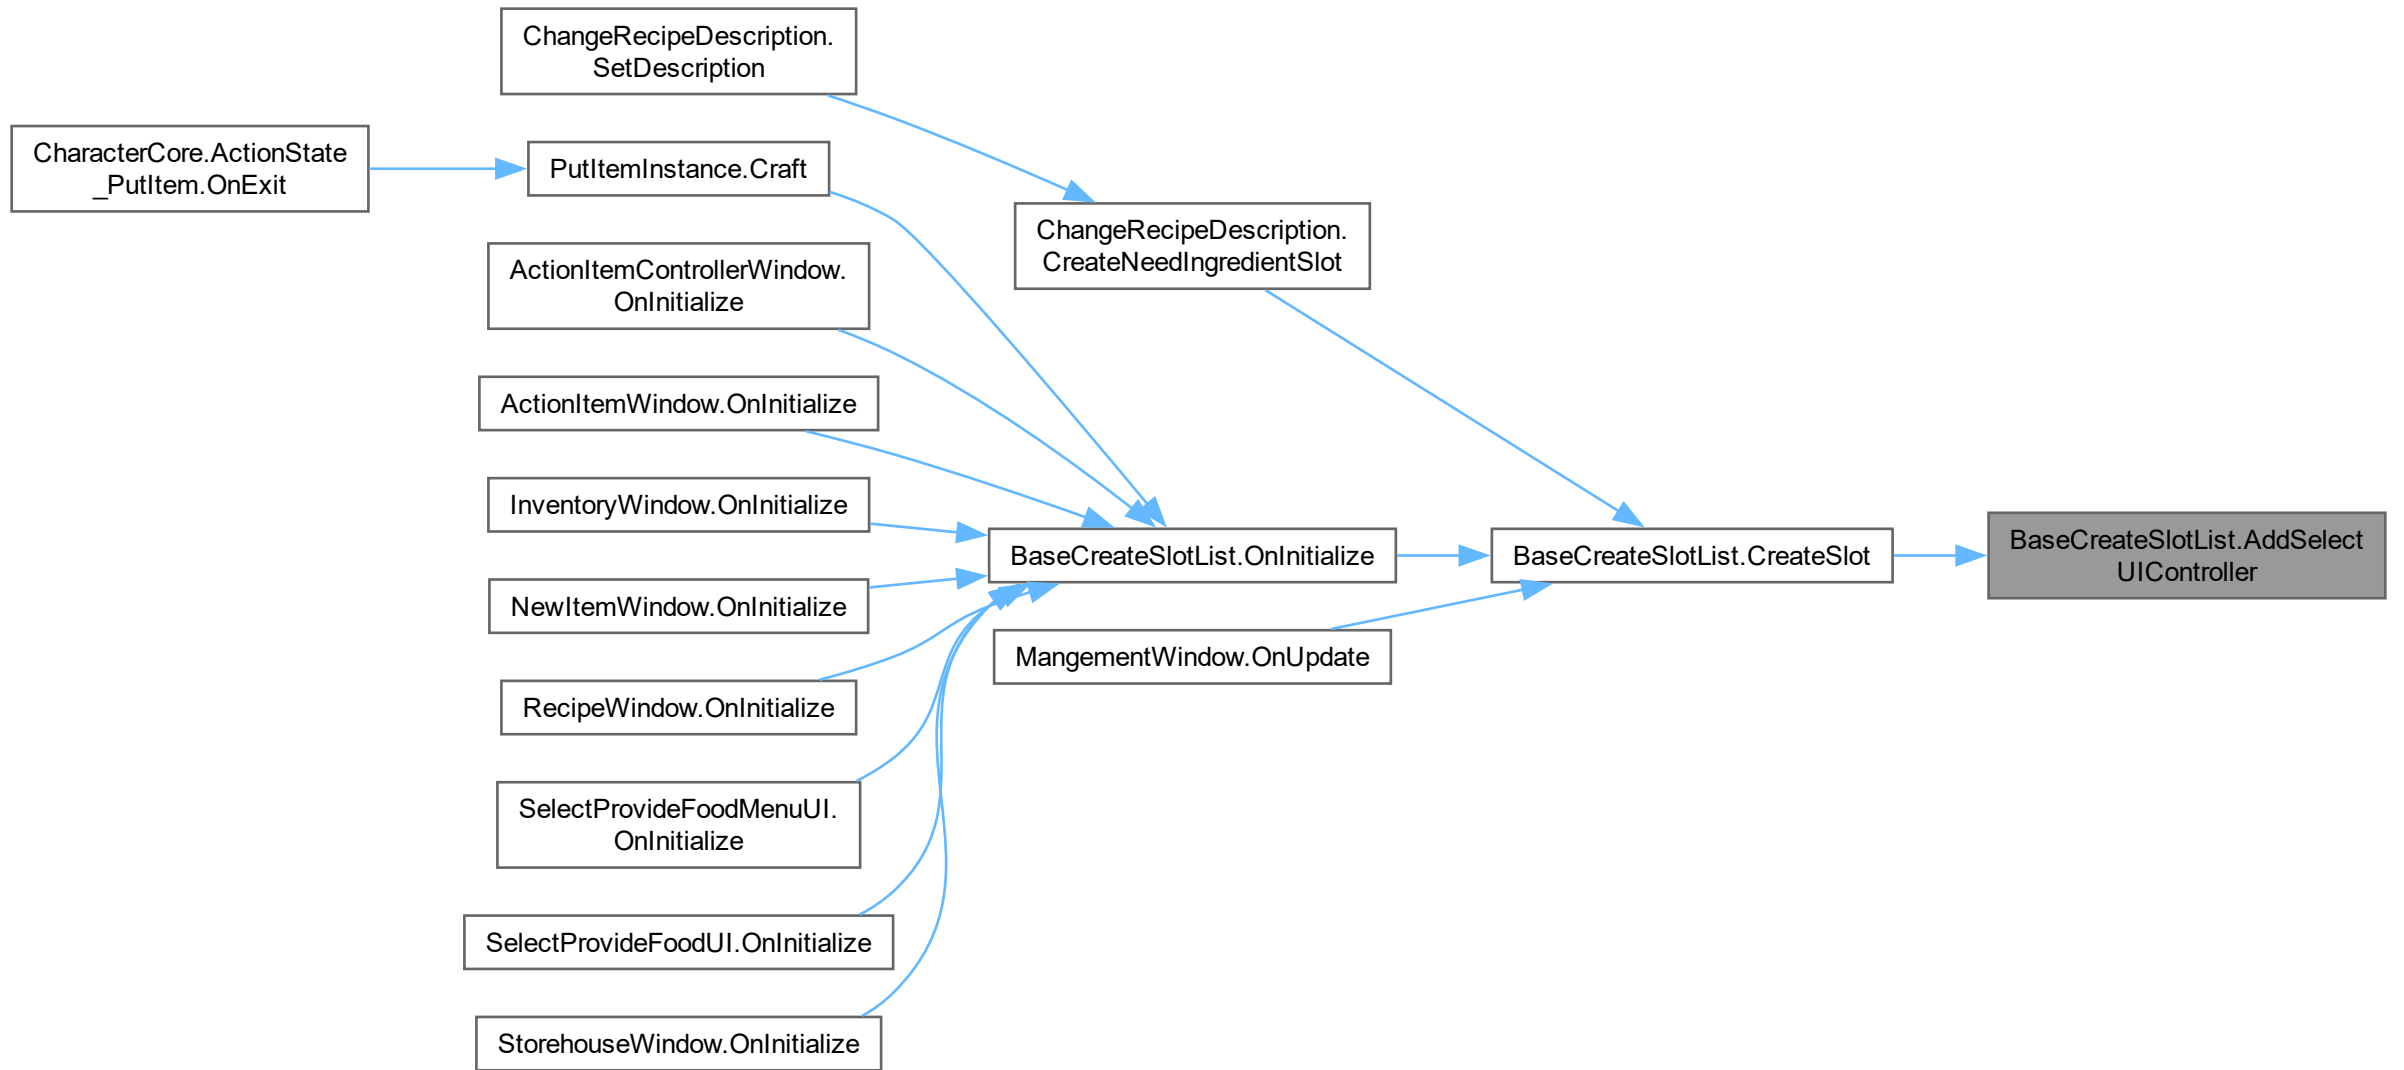 ChangeRecipeDescription.
SetDescription
CharacterCore.ActionState
_PutItem.OnExit
PutItemInstance.Craft
ChangeRecipeDescription.
CreateNeedIngredientSlot
ActionItemControllerWindow.
OnInitialize
ActionItemWindow.OnInitialize
InventoryWindow.OnInitialize
BaseCreateSlotList.OnInitialize
BaseCreateSlotList.CreateSlot
BaseCreateSlotList.AddSelect
UIController
NewItemWindow.OnInitialize
MangementWindow.OnUpdate
RecipeWindow.OnInitialize
SelectProvideFoodMenuUI.
OnInitialize
SelectProvideFoodUI.OnInitialize
StorehouseWindow.OnInitialize